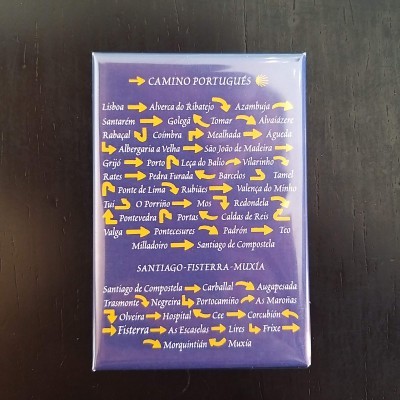 CAMINO PORTUGUÉS
Lisboa Alverca do Ribatejo Azambuja
Santarém Golegã Tomar Alvaiázere
Rabaçal Coímbra Mealhada Águeda
Albergaria a Velha São João de Madeira
Grijó Porto Leça do Balío Vilarinho
Rates Pedra Furada Barcelos Tamel
Ponte de Lima Rubiães Valença do Minho
Tui O Porriño Mos Redondela
Pontevedra Portas Caldas de Reis
Valga Pontecesures Padrón Teo
Milladoiro Santiago de Compostela
SANTIAGO-FISTERRA-MUXÍA
Santiago de Compostela Carballal Augapesada
Trasmonte Negreira Portocamiño As Maroñas
Olveira Hospital Cee Corcubión
Fisterra As Escaselas Lires Frixe
Morquintián Muxía